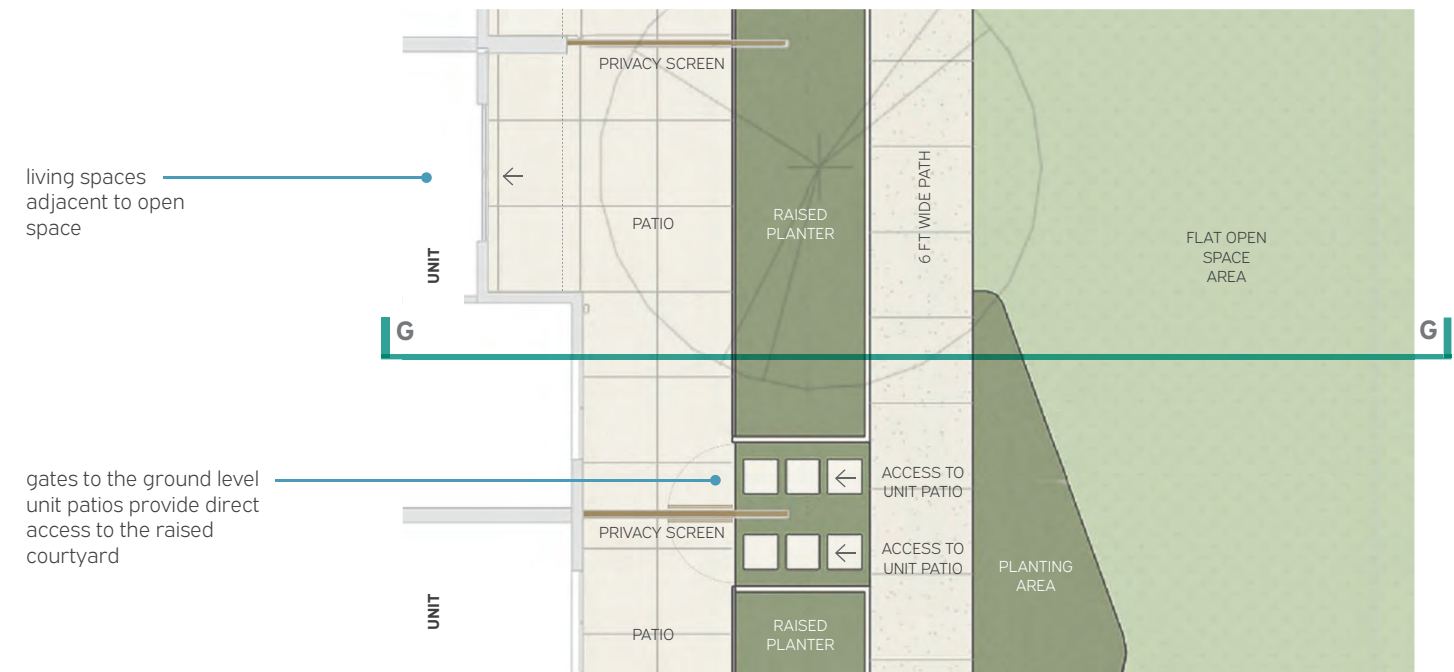 PRIVACY SCREEN
living spaces
adjacent to open
space
UNIT
PATIO
RAISED
PLANTER
6 FT WIDE PATH
FLAT OPEN
SPACE
AREA
G
G
gates to the ground level
unit patios provide direct
access to the raised
courtyard
ACCESS TO
UNIT PATIO
PRIVACY SCREEN
ACCESS TO
UNIT PATIO
PLANTING
AREA
UNIT
PATIO
RAISED
PLANTER